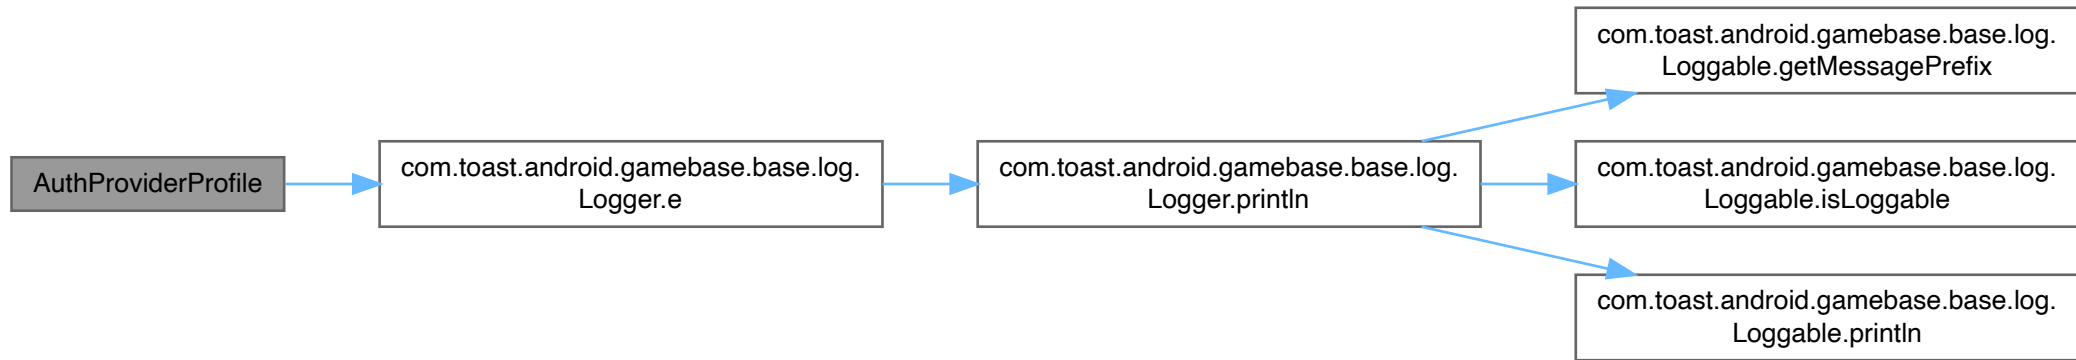 AuthProviderProfile
com.toast.android.gamebase.base.log.
Logger.e
com.toast.android.gamebase.base.log.
Logger.println
com.toast.android.gamebase.base.log.
Loggable.getMessagePrefix
com.toast.android.gamebase.base.log.
Loggable.isLoggable
com.toast.android.gamebase.base.log.
Loggable.println